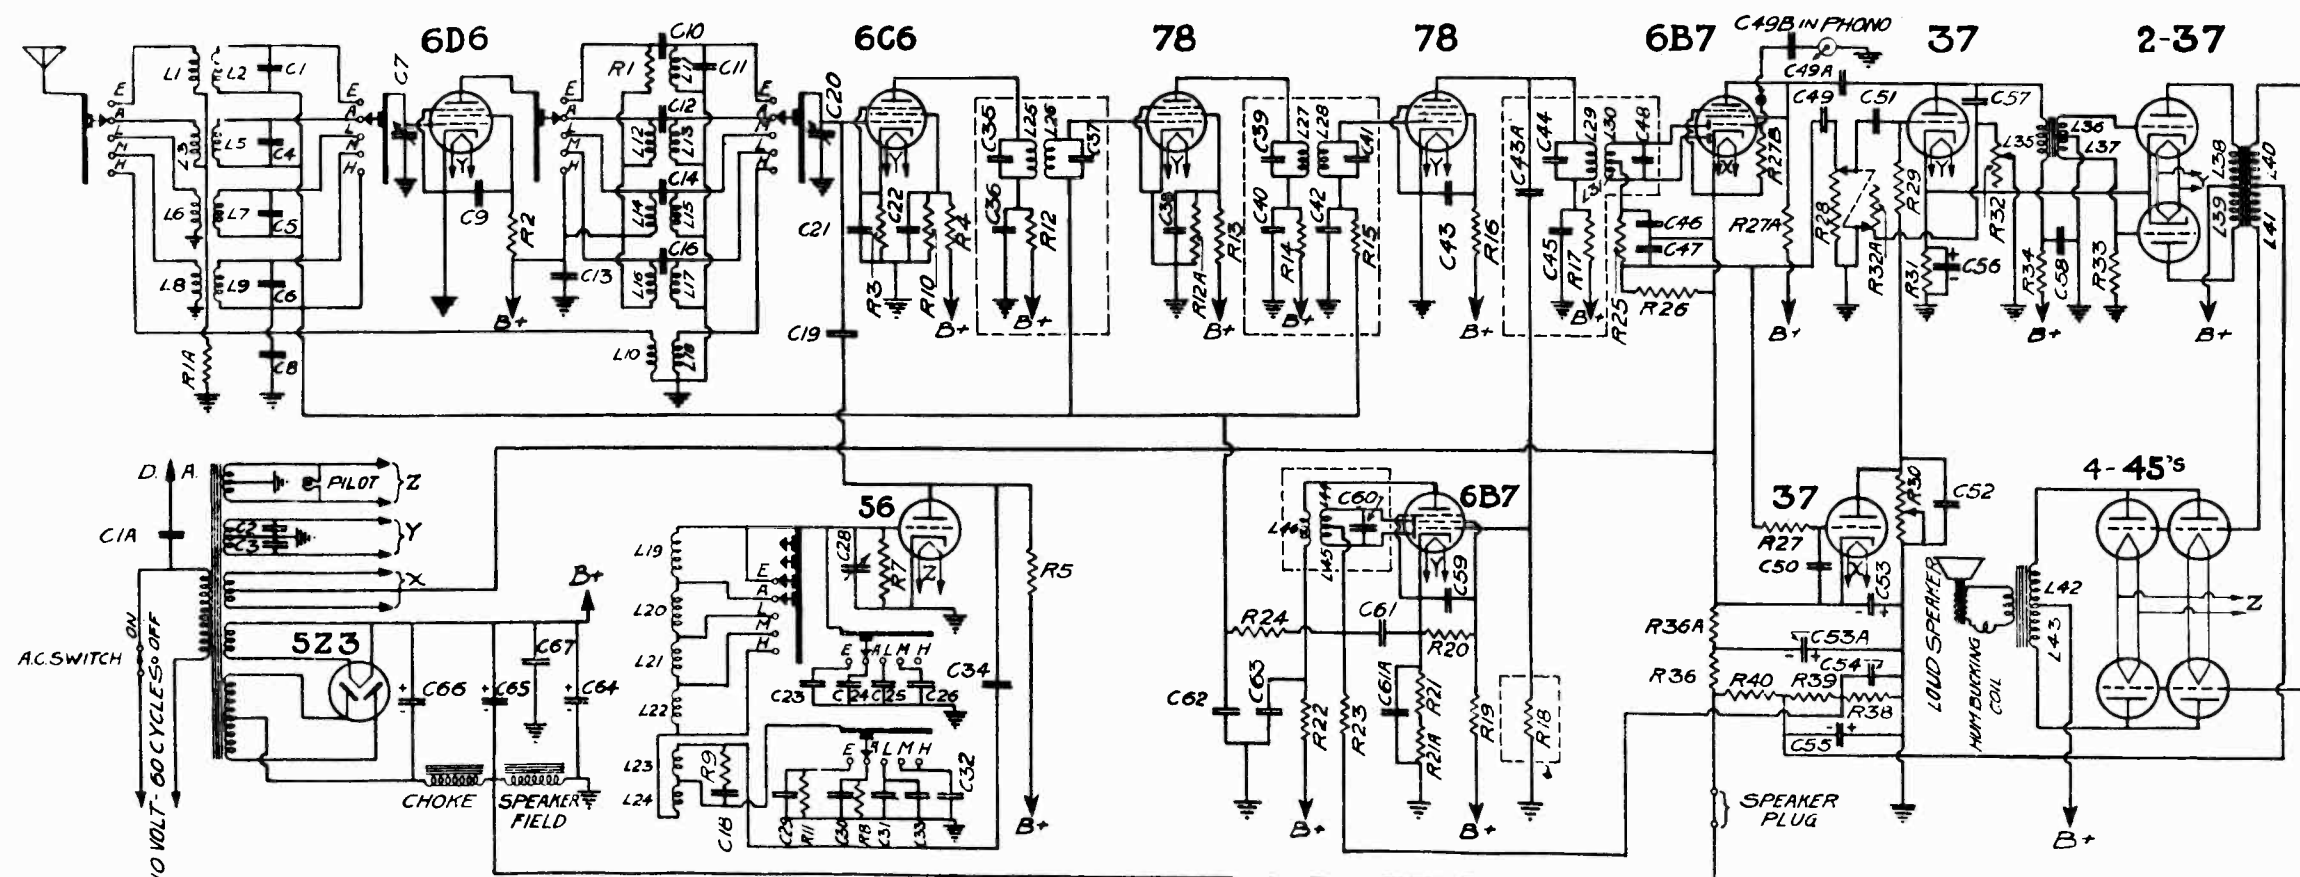 6D6
6C6
78
78
6B7
C49B IN PHONO
37
2-37
C10
C7
C20
C49A
L1
L2
C1
E
A
L
M
H
R1
L11
C11
C12
C35
L25
L26
C37
C39
L27
L28
C41
C43A
C44
L29
L30
C48
R27B
C49
C51
C57
L35
L36
L37
L38
L40
L3
L5
C4
Y
L12
L13
C14
L6
L7
C5
C9
R2
L14
L15
C16
C21
C22
R4
C36
R12
C38
R13
C40
C42
R14
R15
C43
R16
C45
R17
C46
C47
R27A
R28
R32A
R29
R31
C56
R32
R34
C58
R33
L39
L41
L8
L9
C6
C13
L16
L17
R3
R10
R12A
R25
R26
B+
C8
R1A
L10
L18
C19
D.
A.
PILOT
Z
C1A
C2
C3
Y
X
B+
A.C. SWITCH
ON
OFF
5Z3
C66
C65
C67
C64
CHOKE
SPEAKER
FIELD
10 VOLT - 60 CYCLES
56
L19
L20
L21
L22
L23
L24
C28
R7
N
R5
E
A
L
M
H
C23
C24
C25
C26
C34
E
A L M H
R9
C18
C29
R11
C30
R8
C31
C33
C32
B+
6B7
L46
L44
L45
C60
Y
C59
R24
C61
R20
C62
C63
R22
R23
C61A
R21
R21A
R19
R18
B+
B+
37
R27
C50
X
C53
R30
C52
R36A
R36
C53A
C54
R40
R39
R38
C55
SPEAKER
PLUG
4-45's
LOUD SPEAKER
HUM BUCKING
COIL
L42
L43
Z
B+